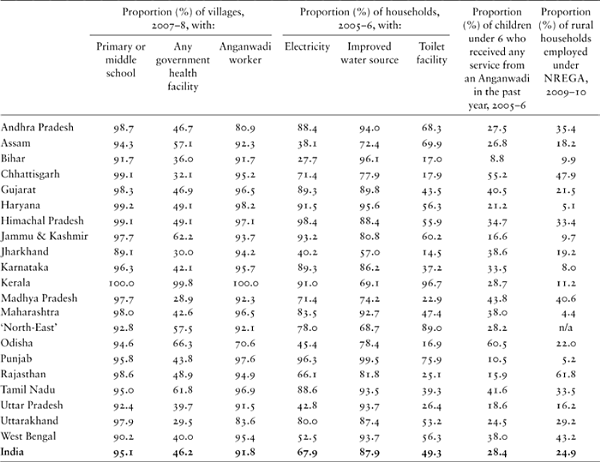 Proportion (%) of villages, 2007–8, with: Proportion (%) of households, 2005–6, with: Proportion (%) of children under 6 who received any service from an Anganwadi in the past year, 2005–6 Proportion (%) of rural households employed under NREGA, 2009–10
Primary or middle school Any government health facility Anganwadi worker Electricity Improved water source Toilet facility
Andhra Pradesh 98.7 46.7 80.9 88.4 94.0 68.3 27.5 35.4
Assam 94.3 57.1 92.3 38.1 72.4 69.9 26.8 18.2
Bihar 91.7 36.0 91.7 27.7 96.1 17.0 8.8 9.9
Chhattisgarh 99.1 32.1 95.2 71.4 77.9 17.9 55.2 47.9
Gujarat 98.3 46.9 96.5 89.3 89.8 43.5 40.5 21.5
Haryana 99.2 49.1 98.2 91.5 95.6 56.3 21.2 5.1
Himachal Pradesh 99.1 49.1 97.1 98.4 88.4 55.9 34.7 33.4
Jammu & Kashmir 97.7 62.2 93.7 93.2 80.8 60.2 16.6 9.7
Jharkhand 89.1 30.0 94.2 40.2 57.0 14.5 38.6 19.2
Karnataka 96.3 42.1 95.7 89.3 86.2 37.2 33.5 8.0
Kerala 100.0 99.8 100.0 91.0 69.1 96.7 28.7 11.2
Madhya Pradesh 97.7 28.9 92.3 71.4 74.2 22.9 43.8 40.6
Maharashtra 98.0 42.6 96.5 83.5 92.7 47.4 38.0 4.4
‘North-East’ 92.8 57.5 92.1 78.0 68.7 89.0 28.2 n/a
Odisha 94.6 66.3 70.6 45.4 78.4 16.9 60.5 22.0
Punjab 95.8 43.8 97.6 96.3 99.5 75.9 10.5 5.2
Rajasthan 98.6 48.9 94.9 66.1 81.8 25.1 15.9 61.8
Tamil Nadu 95.0 61.8 96.9 88.6 93.5 39.3 41.6 33.5
Uttar Pradesh 92.4 39.7 91.5 42.8 93.7 26.4 18.6 16.2
Uttarakhand 97.9 29.5 83.6 80.0 87.4 53.2 24.5 29.2
West Bengal 90.2 40.0 95.4 52.5 93.7 56.3 38.0 43.2
India 95.1 46.2 91.8 67.9 87.9 49.3 28.4 24.9